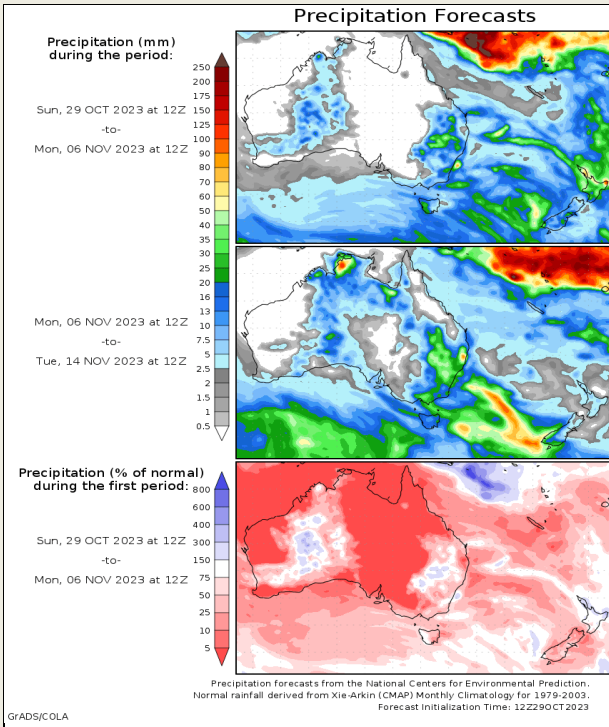 Precipitation Forecasts
Precipitation (mm)
during the period:
Sun, 29 OCT 2023 at 12Z
-to-
Mon, 06 NOV 2023 at 12Z
250
200
175
150
125
100
90
80
70
60
50
40
35
30
25
20
16
13
10
7.5
5
2.5
2
1.5
1
0.5
Mon, 06 NOV 2023 at 12Z
-to-
Tue, 14 NOV 2023 at 12Z
Precipitation (% of normal)
during the first period:
Sun, 29 OCT 2023 at 12Z
-to-
Mon, 06 NOV 2023 at 12Z
800
600
400
300
150
75
50
25
10
5
Precipitation forecasts from the National Centers for Environmental Prediction.
Normal rainfall derived from Xie-Arkin (CMAP) Monthly Climatology for 1979-2003.
Forecast Initialization Time: 12Z29OCT2023
GrADS/COLA